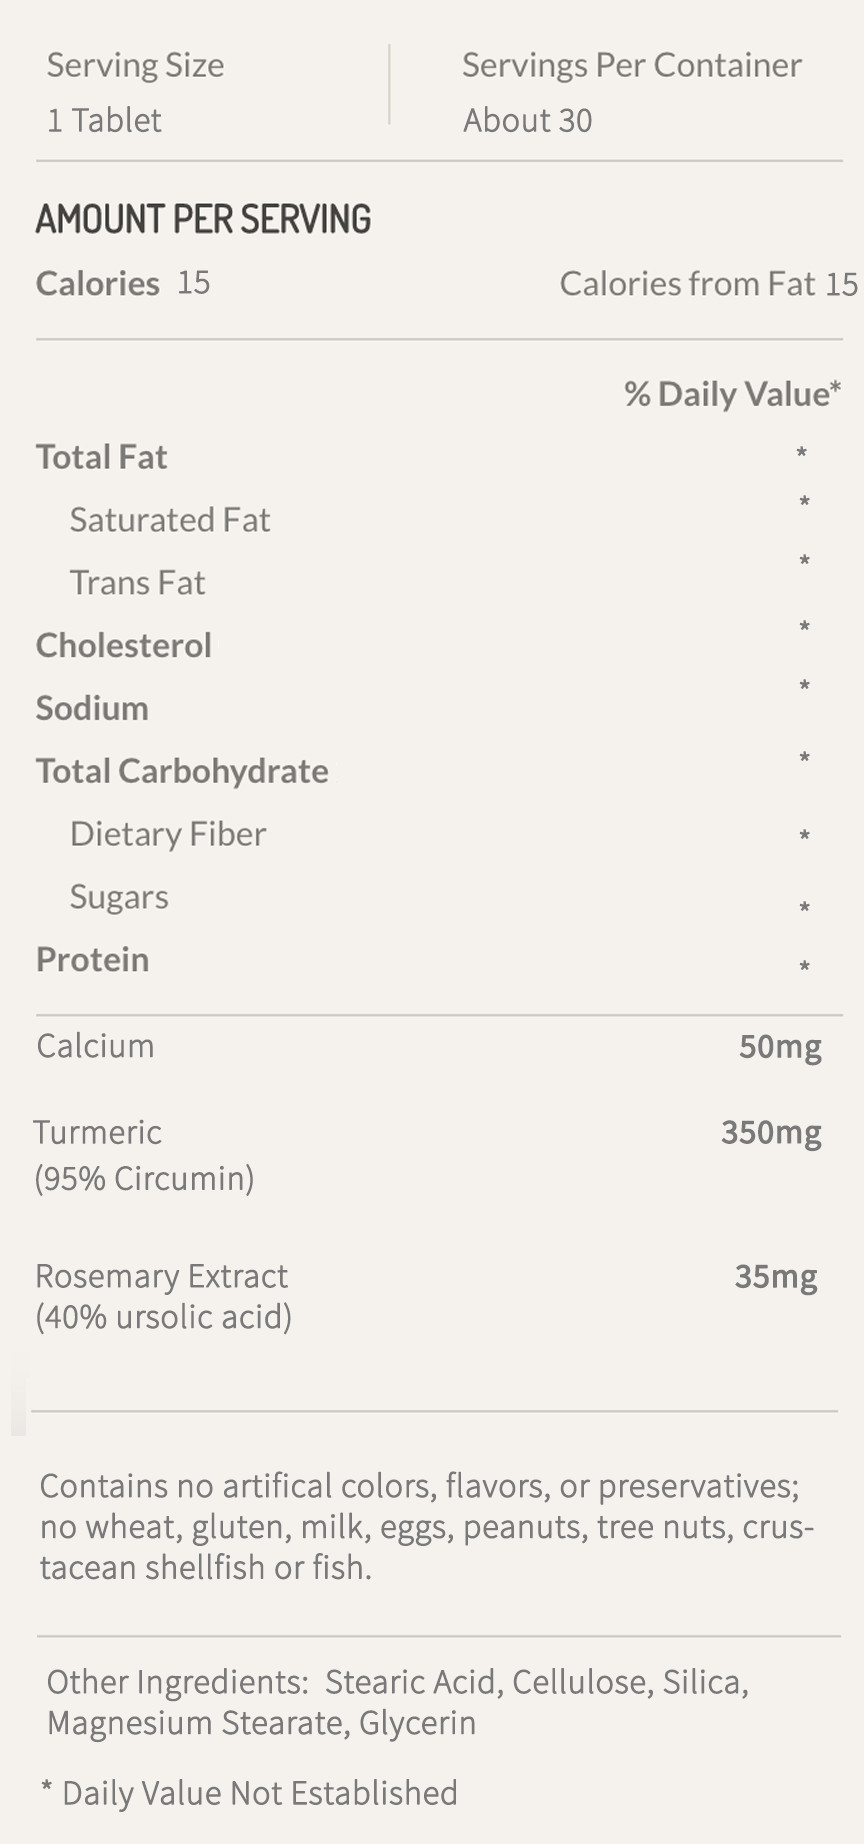 Serving Size
Servings Per Container
1 Tablet
About 30
AMOUNT PER SERVING
Calories 15
Calories from Fat 15
% Daily Value*
Total Fat *
Saturated Fat *
Trans Fat *
Cholesterol *
Sodium *
Total Carbohydrate *
Dietary Fiber *
Sugars *
Protein *
Calcium 50mg
Turmeric 350mg
(95% Circumin)
Rosemary Extract 35mg
(40% ursolic acid)
Contains no artifical colors, flavors, or preservatives;
no wheat, gluten, milk, eggs, peanuts, tree nuts, crus-
tacean shellfish or fish.
Other Ingredients: Stearic Acid, Cellulose, Silica,
Magnesium Stearate, Glycerin
* Daily Value Not Established